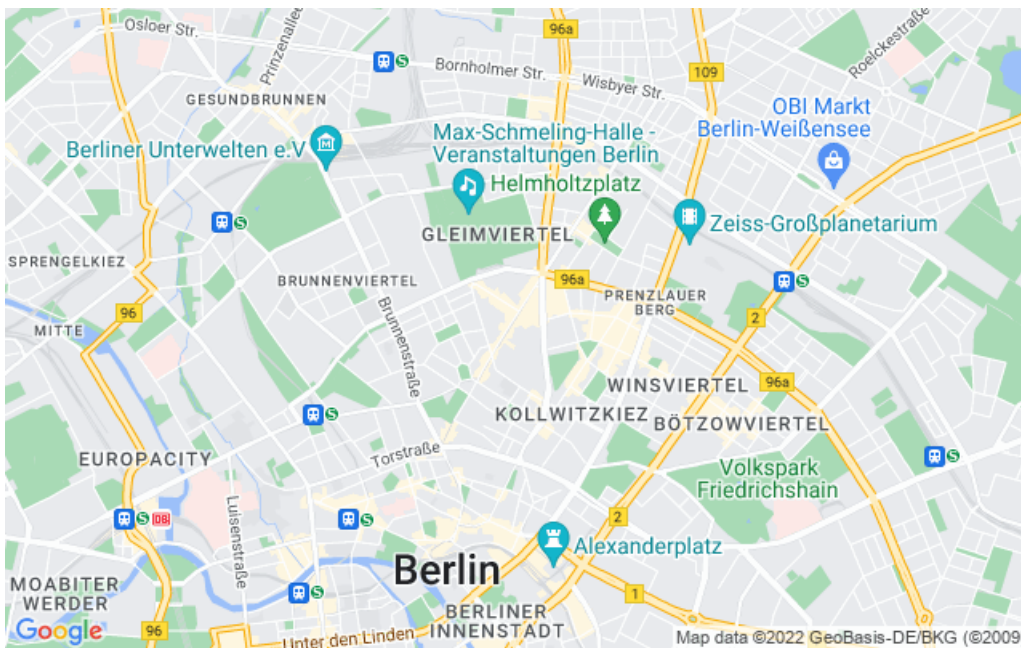 Osloer Str.
Prinzenallee
96a
Bornholmer Str.
Wisbyer St.
109
Roelckestraße
GESUNDBRUNNEN
OBI Markt
Berlin-Weißensee
Berliner Unterwelten e.V
Max-Schmeling-Halle -
Veranstaltungen Berlin
Helmholtzplatz
GLEIMVIERTEL
Zeiss-Großplanetarium
SPRENGELKIEZ
BRUNNENVIERTEL
96a
PRENZLAUER
BERG
96
MITTE
2
Brunnenstraße
WINSVIERTEL
96a
KOLLWITZKIEZ
BÖTZOWVIERTEL
EUROPACITY
Torstraße
Volkspark
Friedrichshain
Luisenstraße
DB
2
Alexanderplatz
Berlin
MOABITER
WERDER
1
BERLINER
INNENSTADT
Google
96
Unter den Linden
Map data ©2022 GeoBasis-DE/BKG (©2009
S
S
S
S
S
S
S
S